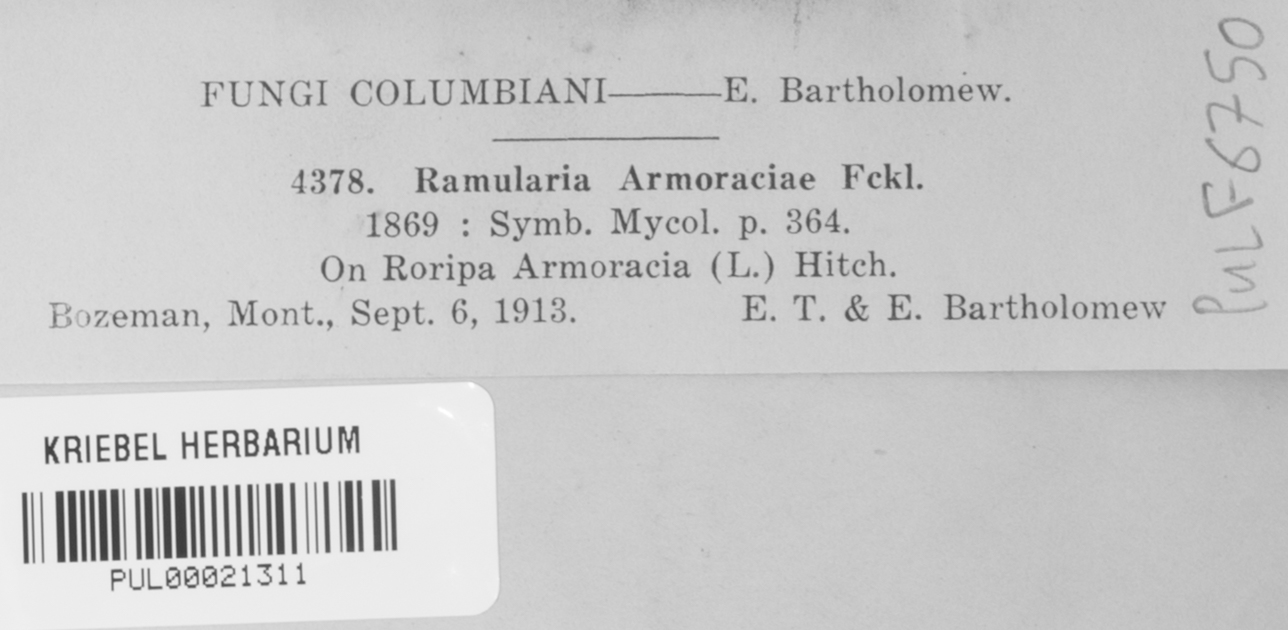 FUNGI COLUMBIANI———E. Bartholomew.
4378. Ramularia Armoraciae Fckl.
1869 : Symb. Mycol. p. 364.
On Roripa Armoracia (L.) Hitch.
Bozeman, Mont., Sept. 6, 1913. E. T. & E. Bartholomew
PUL F6750
KRIEBEL HERBARIUM
PUL00021311